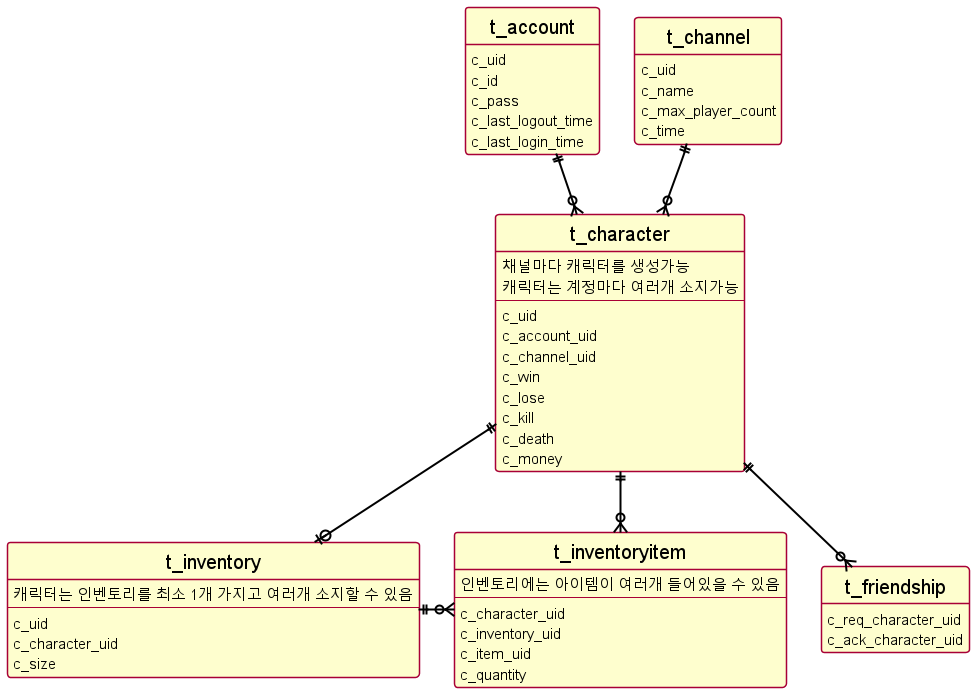 t_account
c_uid
c_id
c_pass
c_last_logout_time
c_last_login_time
t_channel
c_uid
c_name
c_max_player_count
c_time
t_character
채널마다 캐릭터를 생성가능
캐릭터는 계정마다 여러개 소지가능
c_uid
c_account_uid
c_channel_uid
c_win
c_lose
c_kill
c_death
c_money
t_inventory
캐릭터는 인벤토리를 최소 1개 가지고 여러개 소지할 수 있음
c_uid
c_character_uid
c_size
t_inventoryitem
인벤토리에는 아이템이 여러개 들어있을 수 있음
c_character_uid
c_inventory_uid
c_item_uid
c_quantity
t_friendship
c_req_character_uid
c_ack_character_uid